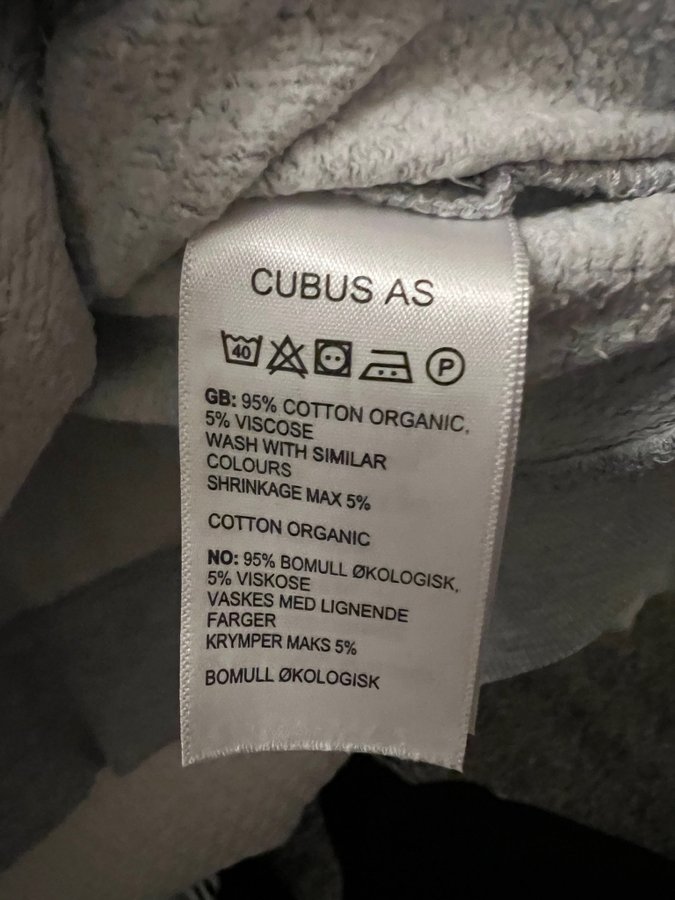 CUBUS AS
40 P
GB: 95% COTTON ORGANIC,
5% VISCOSE
WASH WITH SIMILAR
COLOURS
SHRINKAGE MAX 5%
COTTON ORGANIC
NO: 95% BOMULL ØKOLOGISK,
5% VISKOSE
VASKES MED LIGNENDE
FARGER
KRYMPER MAKS 5%
BOMULL ØKOLOGISK